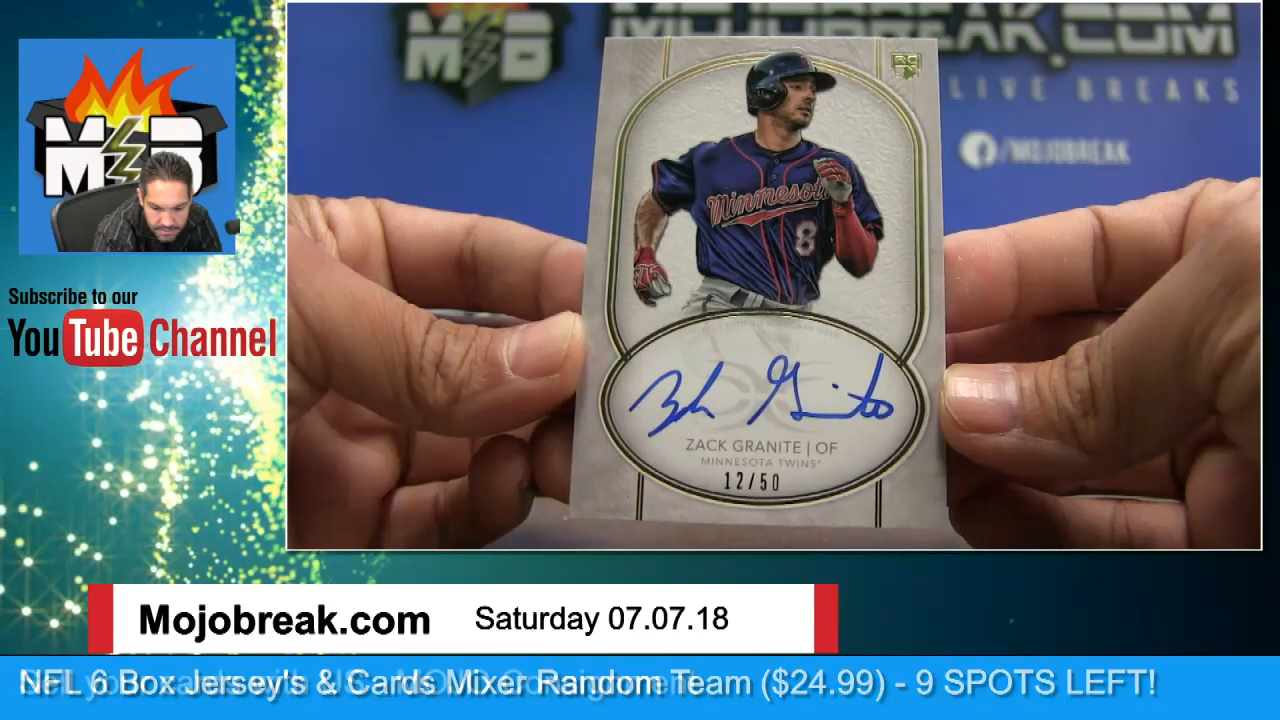 M B
Subscribe to our
YouTube Channel
M B
MOJOBREAK.COM
LIVE BREAKS
/MOJOBREAK
RC
Minnesota
8
Zack Granite
ZACK GRANITE | OF
MINNESOTA TWINS
12/50
Mojobreak.com
Saturday 07.07.18
NFL 6 Box Jersey's & Cards Mixer Random Team ($24.99) - 9 SPOTS LEFT!